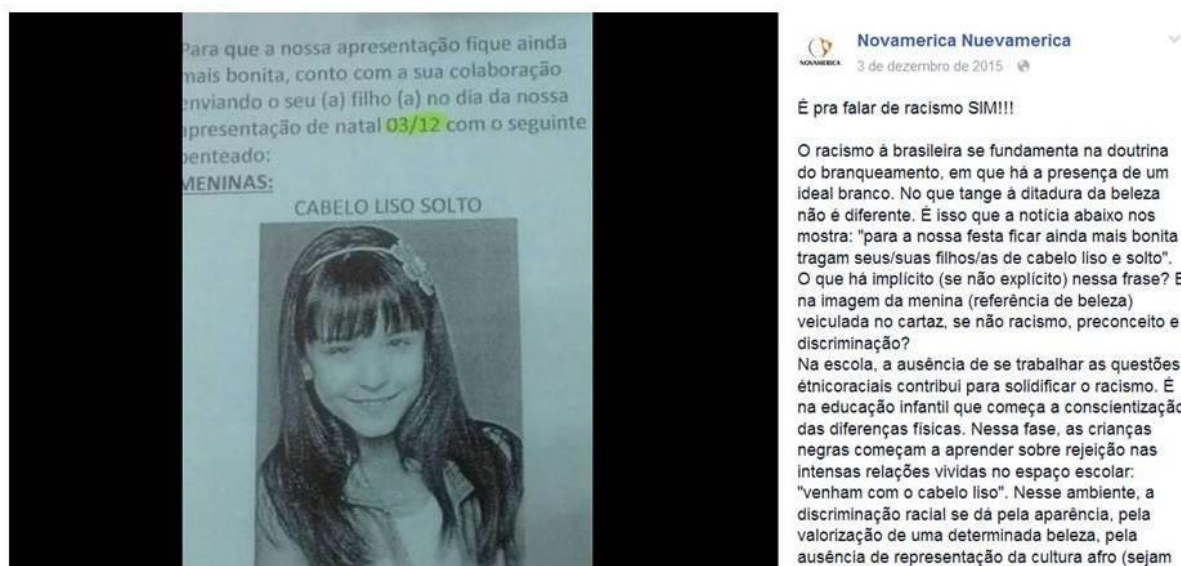 Para que a nossa apresentação fique ainda
mais bonita, conto com a sua colaboração
enviando o seu (a) filho (a) no dia da nossa
apresentação de natal 03/12 com o seguinte
penteado:
MENINAS:
CABELO LISO SOLTO
NOVAMERICA
Novamerica Nuevamerica
3 de dezembro de 2015 ·
É pra falar de racismo SIM!!!
O racismo à brasileira se fundamenta na doutrina
do branqueamento, em que há a presença de um
ideal branco. No que tange à ditadura da beleza
não é diferente. É isso que a notícia abaixo nos
mostra: "para a nossa festa ficar ainda mais bonita
tragam seus/suas filhos/as de cabelo liso e solto".
O que há implícito (se não explícito) nessa frase? E
na imagem da menina (referência de beleza)
veiculada no cartaz, se não racismo, preconceito e
discriminação?
Na escola, a ausência de se trabalhar as questões
étnicoraciais contribui para solidificar o racismo. É
na educação infantil que começa a conscientização
das diferenças físicas. Nessa fase, as crianças
negras começam a aprender sobre rejeição nas
intensas relações vividas no espaço escolar:
"venham com o cabelo liso". Nesse ambiente, a
discriminação racial se dá pela aparência, pela
valorização de uma determinada beleza, pela
ausência de representação da cultura afro (sejam